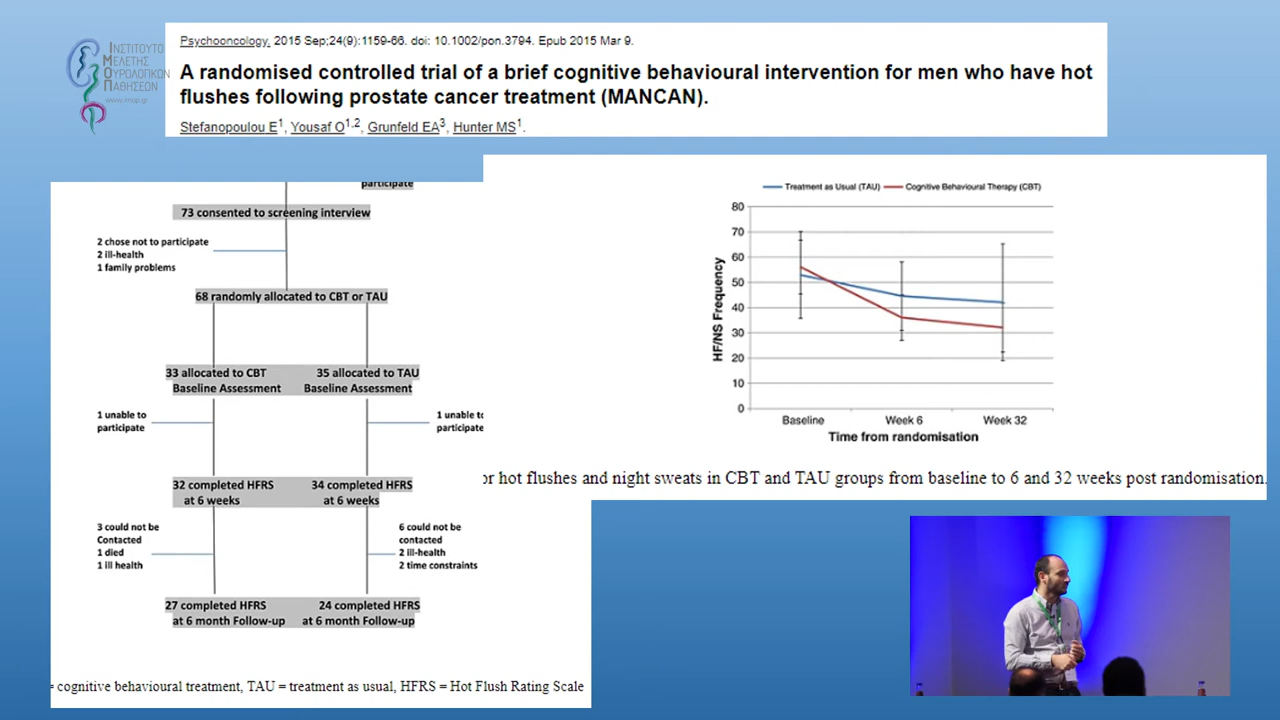 Psychooncology. 2015 Sep;24(9):1159-66. doi: 10.1002/pon.3794. Epub 2015 Mar 9.
A randomised controlled trial of a brief cognitive behavioural intervention for men who have hot
flushes following prostate cancer treatment (MANCAN).
Stefanopoulou E1, Yousaf O1,2, Grunfeld EA3, Hunter MS1.
ΙΝΣΤΙΤΟΥΤΟ
ΜΕΛΕΤΗΣ
ΟΥΡΟΛΟΓΙΚΩΝ
ΠΑΘΗΣΕΩΝ
www.imop.gr
participate
73 consented to screening interview
2 chose not to participate
2 ill-health
1 family problems
68 randomly allocated to CBT or TAU
33 allocated to CBT
Baseline Assessment
35 allocated to TAU
Baseline Assessment
1 unable to
participate
1 unable to
participate
32 completed HFRS
at 6 weeks
34 completed HFRS
at 6 weeks
3 could not be
Contacted
1 died
1 ill health
6 could not be
contacted
2 ill-health
2 time constraints
27 completed HFRS
at 6 month Follow-up
24 completed HFRS
at 6 month Follow-up
= cognitive behavioural treatment, TAU = treatment as usual, HFRS = Hot Flush Rating Scale
Treatment as Usual (TAU)
Cognitive Behavioural Therapy (CBT)
HF/NS Frequency
80
70
60
50
40
30
20
10
0
Baseline
Week 6
Week 32
Time from randomisation
or hot flushes and night sweats in CBT and TAU groups from baseline to 6 and 32 weeks post randomisation.